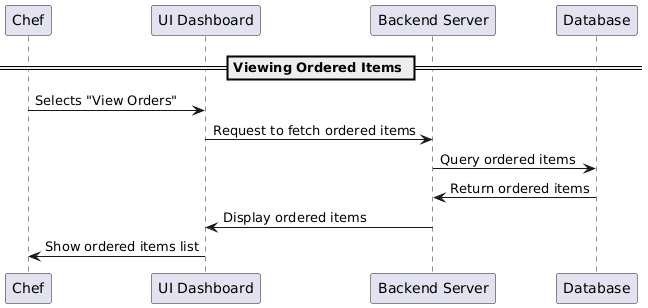 Chef
UI Dashboard
Backend Server
Database
Viewing Ordered Items
Selects "View Orders"
Request to fetch ordered items
Query ordered items
Return ordered items
Display ordered items
Show ordered items list
Chef
UI Dashboard
Backend Server
Database